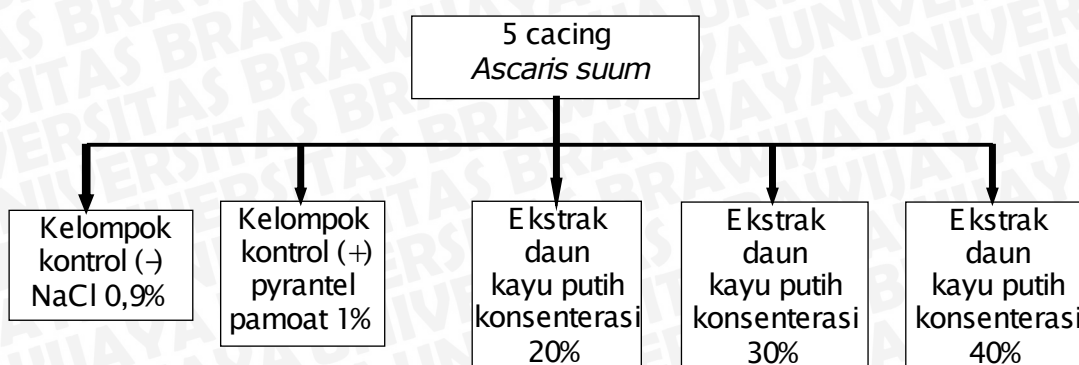 5 cacing
Ascaris suum
Kelompok
kontrol (-)
NaCl 0,9%
Kelompok
kontrol (+)
pyrantel
pamoat 1%
Ekstrak
daun
kayu putih
konsenterasi
20%
Ekstrak
daun
kayu putih
konsenterasi
30%
Ekstrak
daun
kayu putih
konsenterasi
40%